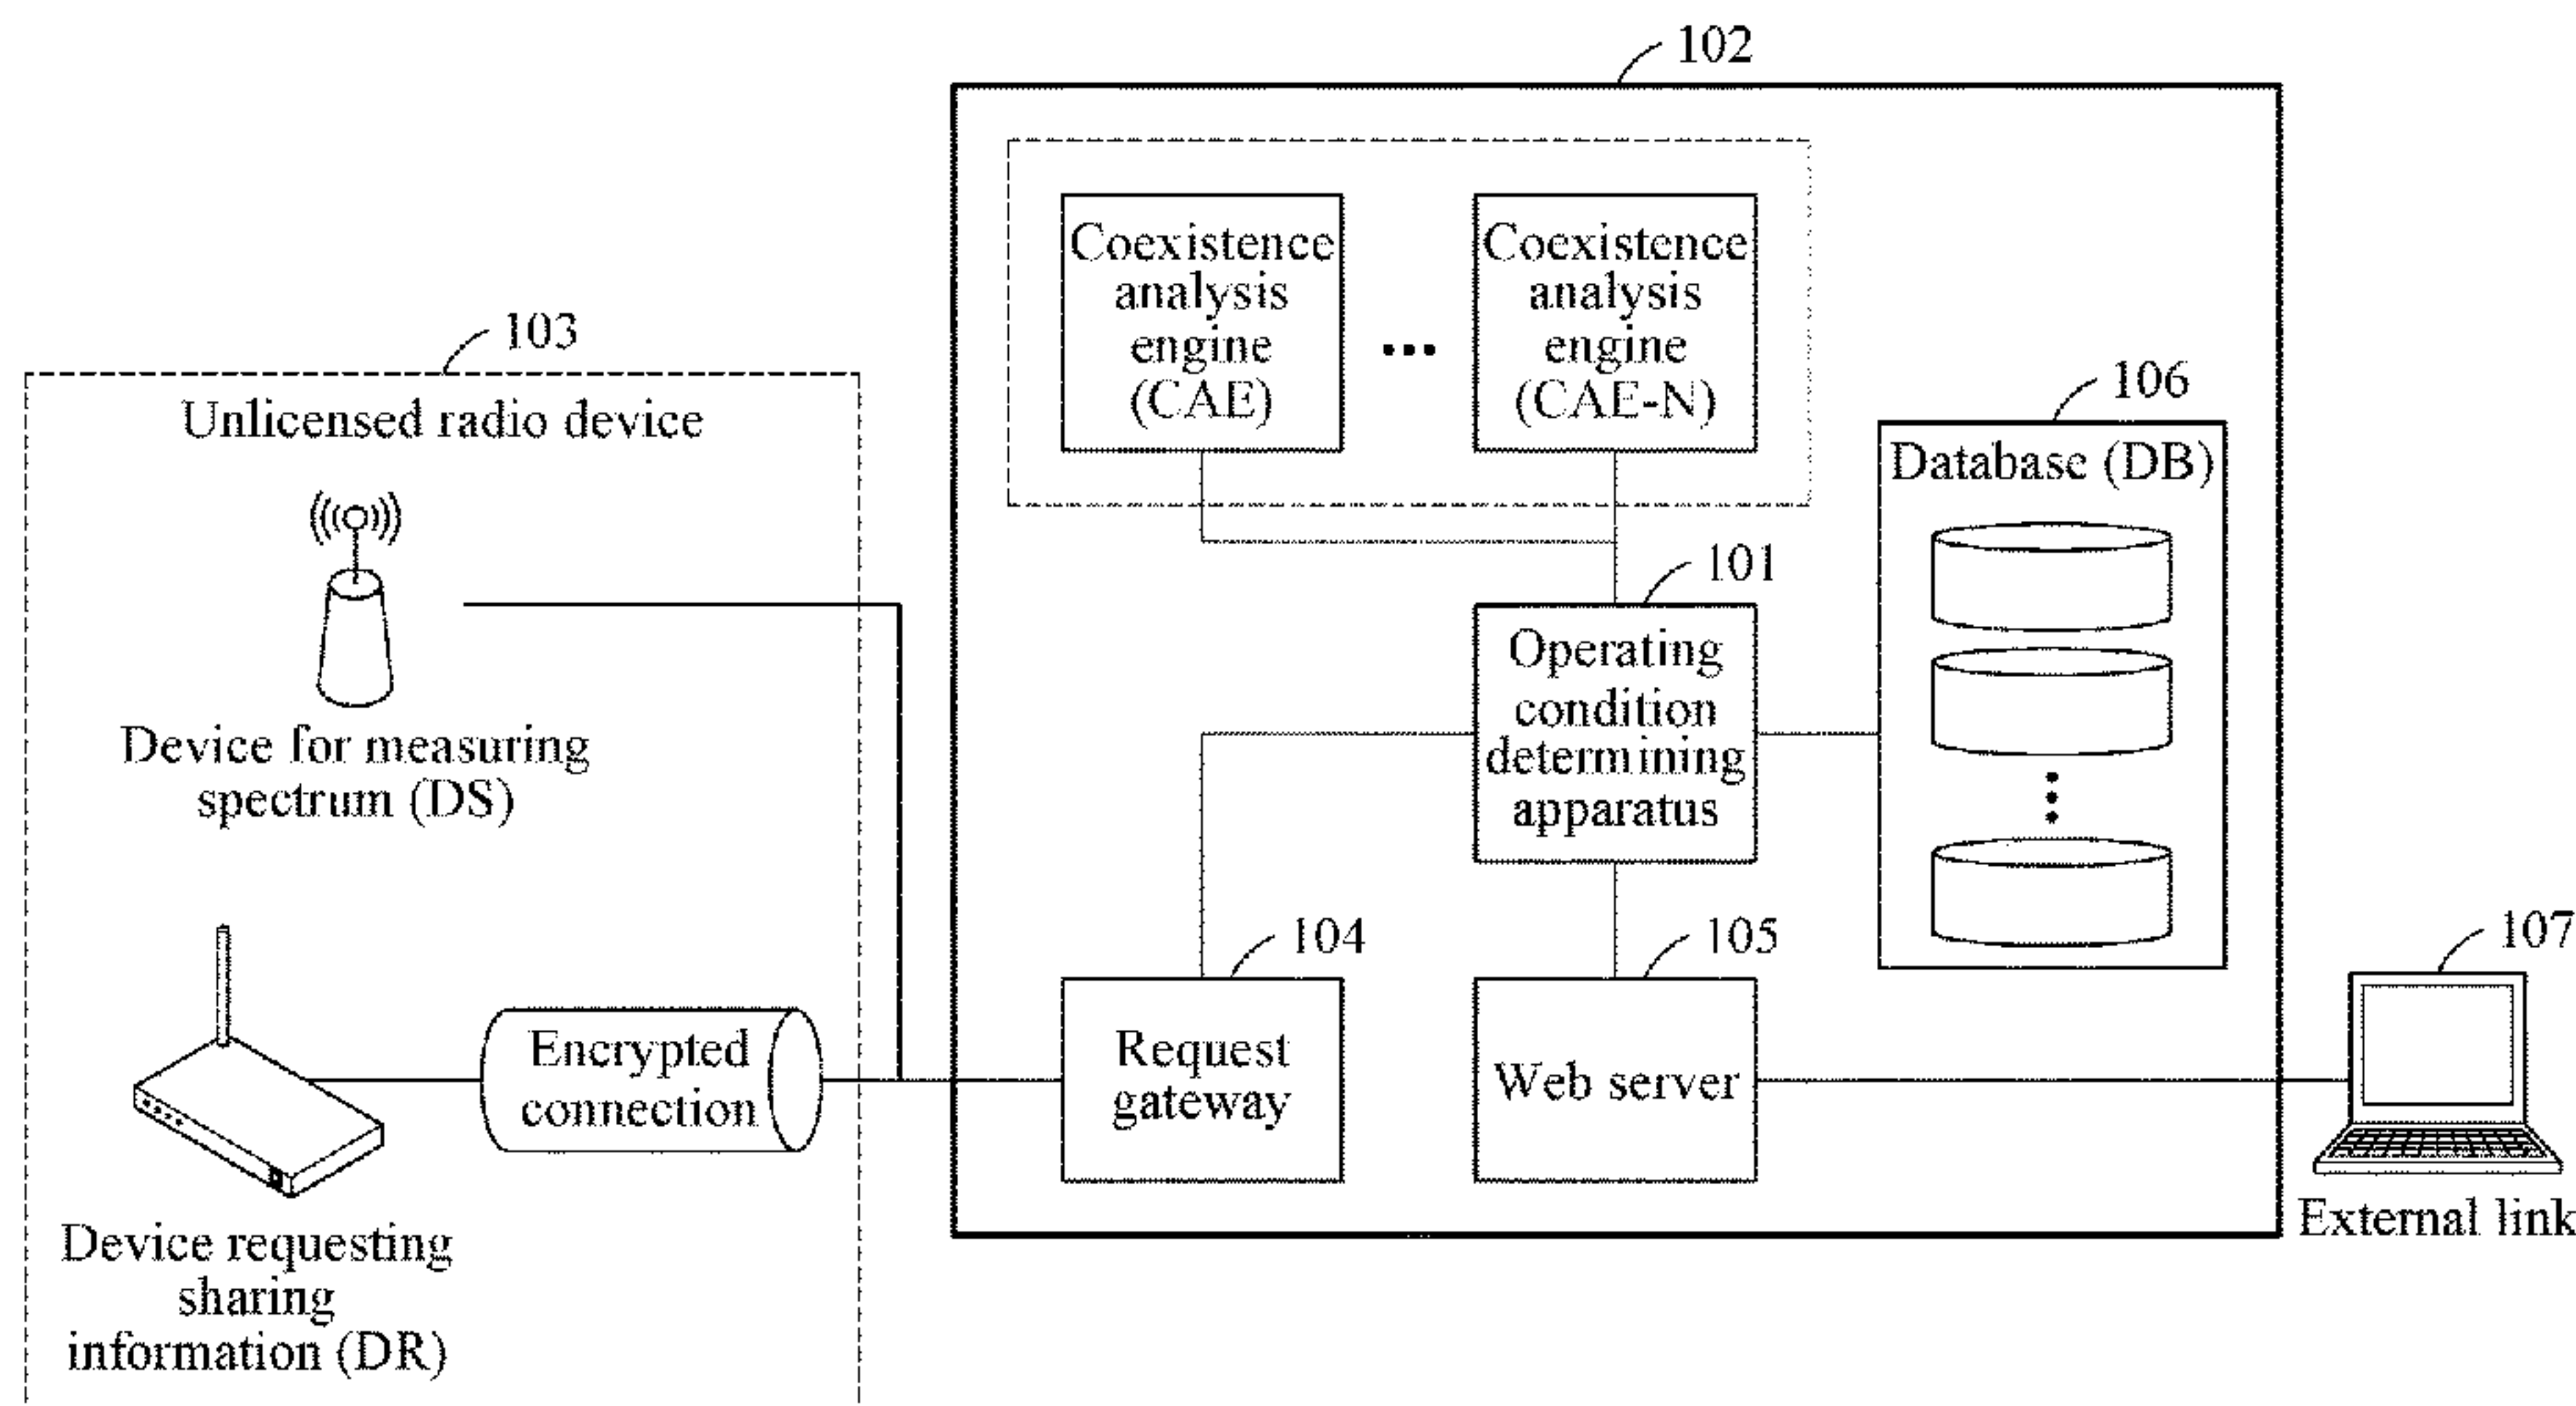 102
Coexistence
analysis
engine
(CAE)
...
Coexistence
analysis
engine
(CAE-N)
103
Unlicensed radio device
106
Database (DB)
101
Operating
condition
determining
apparatus
Device for measuring
spectrum (DS)
104
105
107
Encrypted
connection
Request
gateway
Web server
External link
Device requesting
sharing
information (DR)